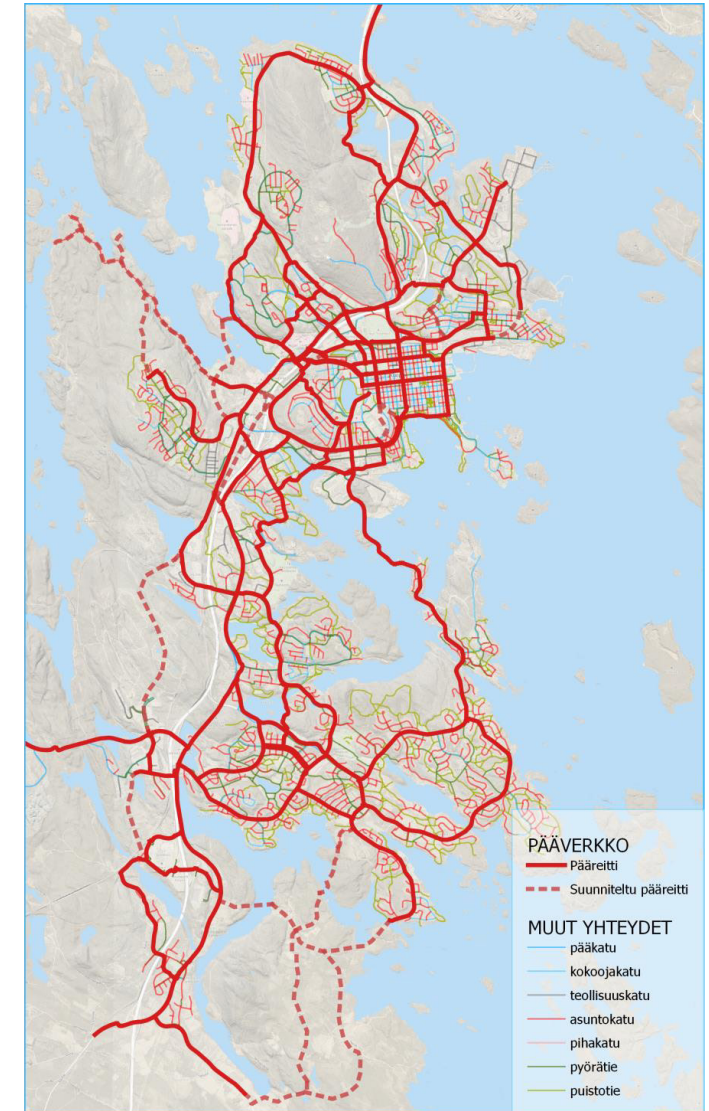 PÄÄVERKKO
Pääreitti
Suunniteltu pääreitti
MUUT YHTEYDET
pääkatu
kokoojakatu
teollisuuskatu
asuntokatu
pihakatu
pyörätie
puistotie